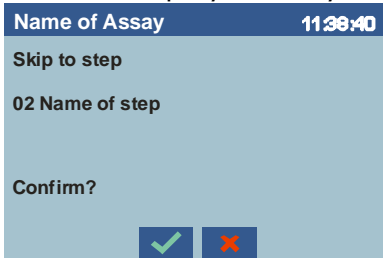 Name of Assay 11:38:40
Skip to step
02 Name of step
Confirm?